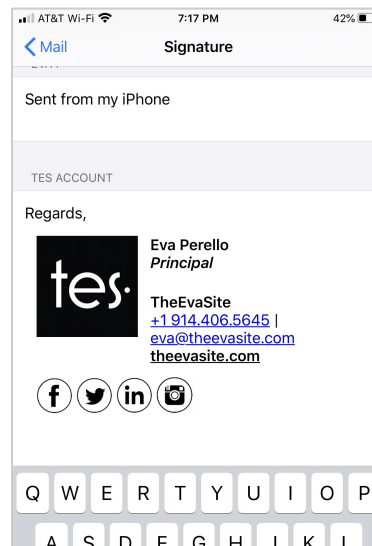 AT&T Wi-Fi 7:17 PM 42%
Mail Signature
Sent from my iPhone
TES ACCOUNT
Regards,
tes.
Eva Perello
Principal
TheEvaSite
+1 914.406.5645 |
eva@theevasite.com
theevasite.com
f in
Q W E R T Y U I O P
A S D F G H J K L